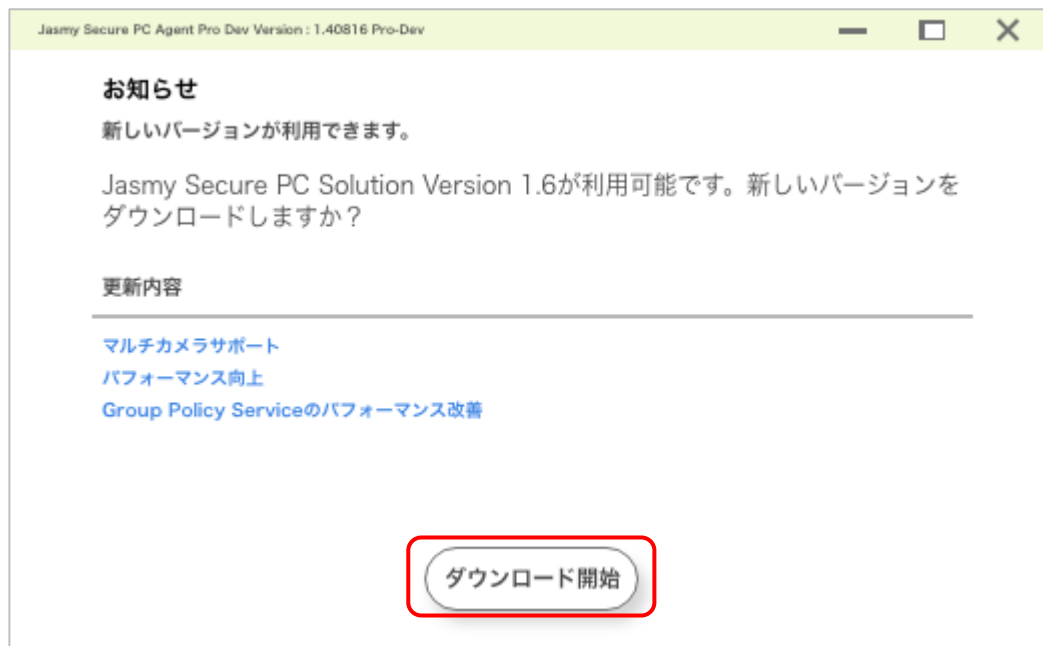 Jasmy Secure PC Agent Pro Dev Version : 1.40816 Pro-Dev
お知らせ
新しいバージョンが利用できます。
Jasmy Secure PC Solution Version 1.6が利用可能です。新しいバージョンを
ダウンロードしますか？
更新内容
マルチカメラサポート
パフォーマンス向上
Group Policy Serviceのパフォーマンス改善
ダウンロード開始